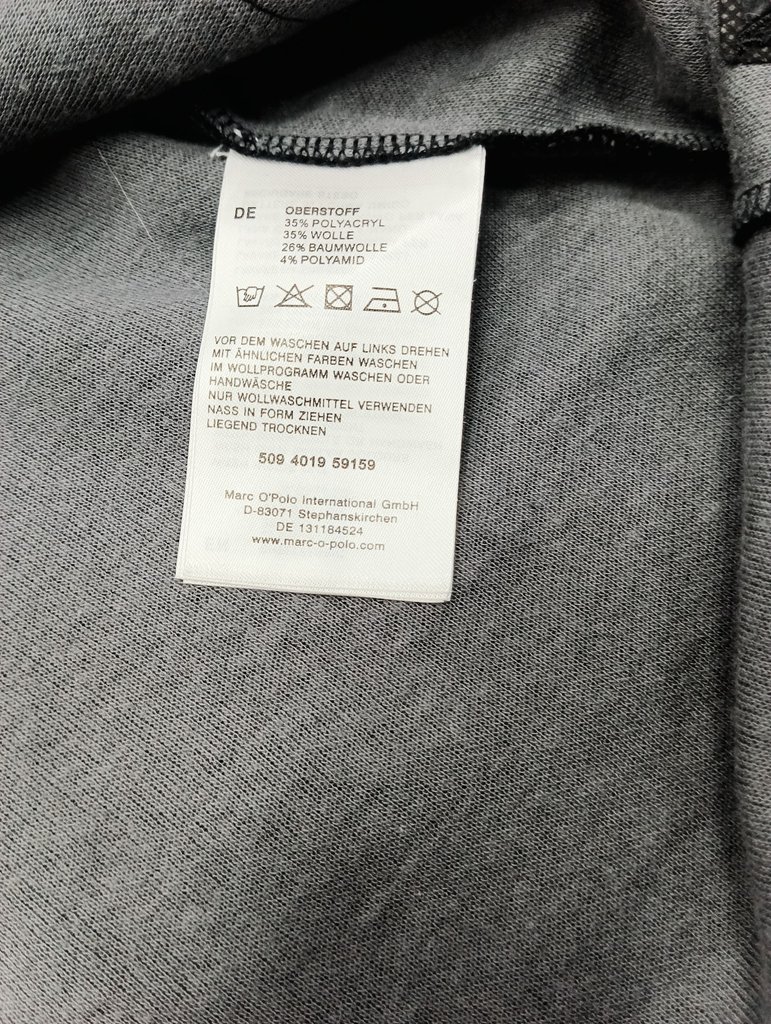 DE OBERSTOFF
35% POLYACRYL
35% WOLLE
26% BAUMWOLLE
4% POLYAMID
VOR DEM WASCHEN AUF LINKS DREHEN
MIT ÄHNLICHEN FARBEN WASCHEN
IM WOLLPROGRAMM WASCHEN ODER
HANDWÄSCHE
NUR WOLLWASCHMITTEL VERWENDEN
NASS IN FORM ZIEHEN
LIEGEND TROCKNEN
509 4019 59159
Marc O'Polo International GmbH
D-83071 Stephanskirchen
DE 131184524
www.marc-o-polo.com